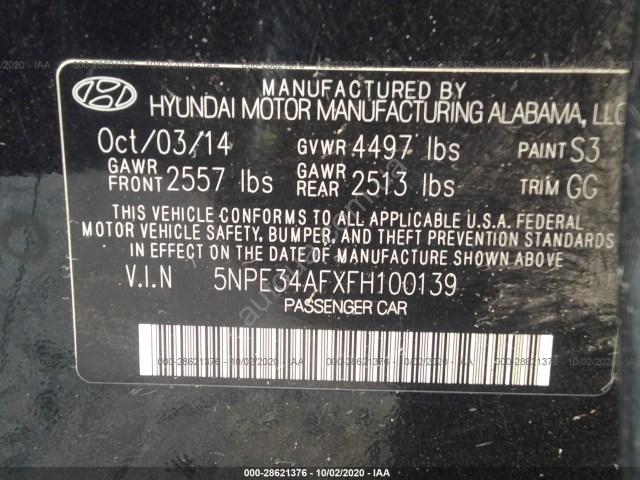 MANUFACTURED BY
HYUNDAI MOTOR MANUFACTURING ALABAMA, LLC
Oct/03/14 GVWR 4497 lbs PAINT S3
GAWR FRONT 2557 lbs GAWR REAR 2513 lbs TRIM GG
THIS VEHICLE CONFORMS TO ALL APPLICABLE U.S.A. FEDERAL
MOTOR VEHICLE SAFETY, BUMPER, AND THEFT PREVENTION STANDARDS
IN EFFECT ON THE DATE OF MANUFACTURE SHOWN ABOVE.
V.I.N 5NPE34AFXFH100139
PASSENGER CAR
000-28621376 - 10/02/2020 - IAA